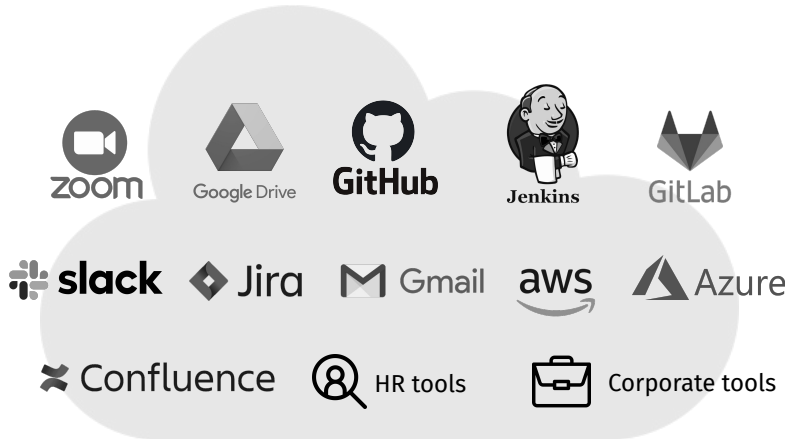 zoom
Google Drive
GitHub
Jenkins
GitLab
slack
Jira
Gmail
aws
Azure
Confluence
HR tools
Corporate tools